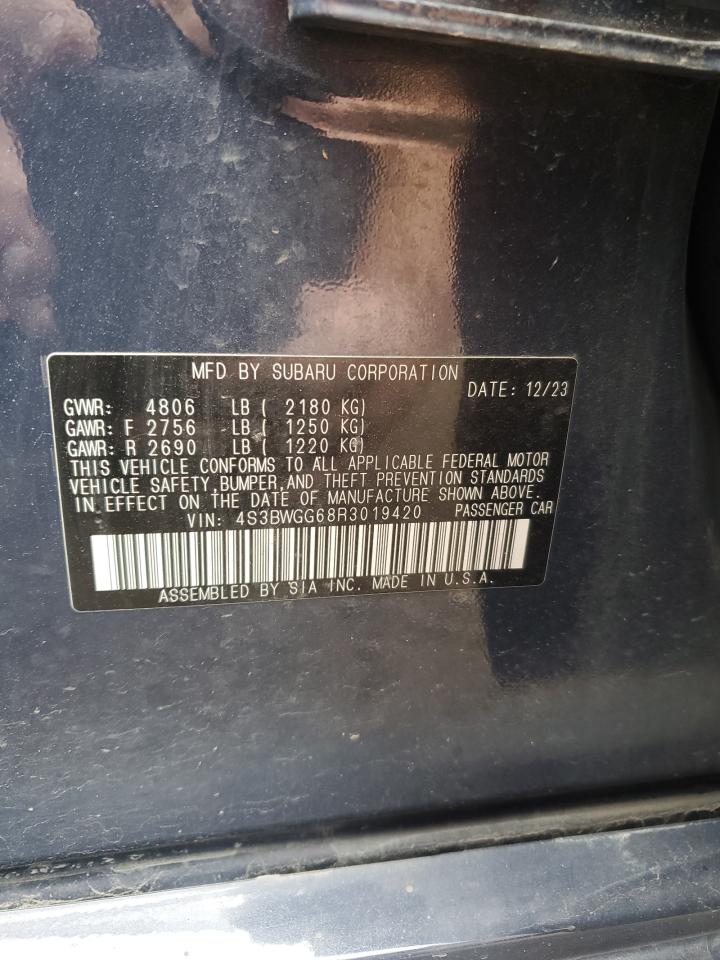 MFD BY SUBARU CORPORATION
DATE: 12/23
GVWR: 4806 LB ( 2180 KG)
GAWR: F 2756 LB ( 1250 KG)
GAWR: R 2690 LB ( 1220 KG)
THIS VEHICLE CONFORMS TO ALL APPLICABLE FEDERAL MOTOR
VEHICLE SAFETY, BUMPER, AND THEFT PREVENTION STANDARDS
IN EFFECT ON THE DATE OF MANUFACTURE SHOWN ABOVE.
VIN: 4S3BWGG68R3019420 PASSENGER CAR
ASSEMBLED BY SIA INC. MADE IN U.S.A.